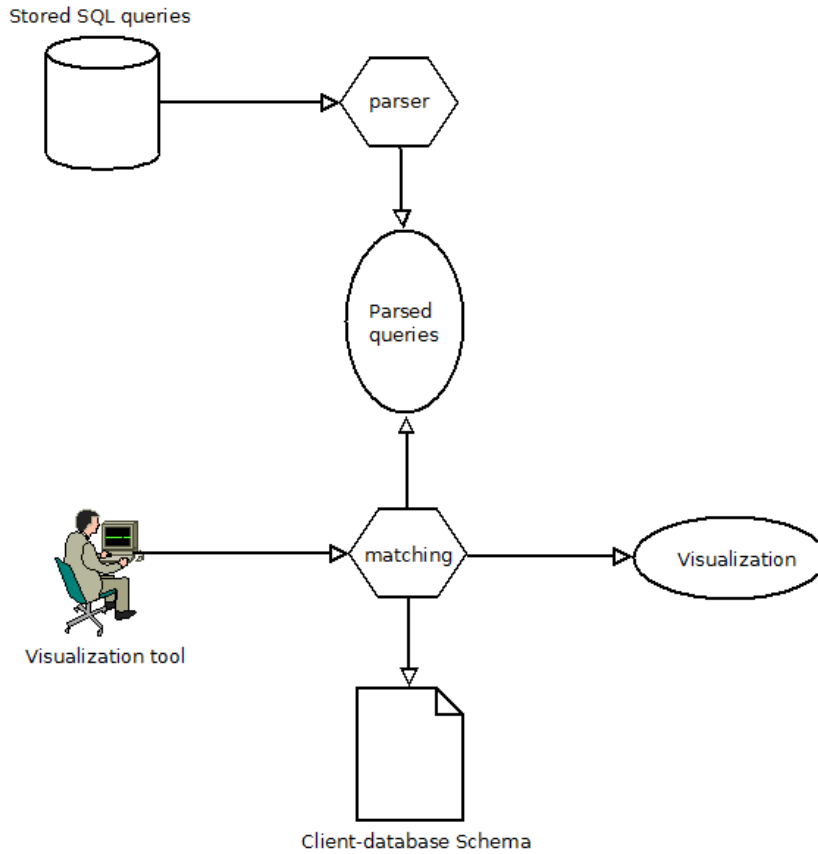 Stored SQL queries
parser
Parsed
queries
matching
Visualization
Visualization tool
Client-database Schema